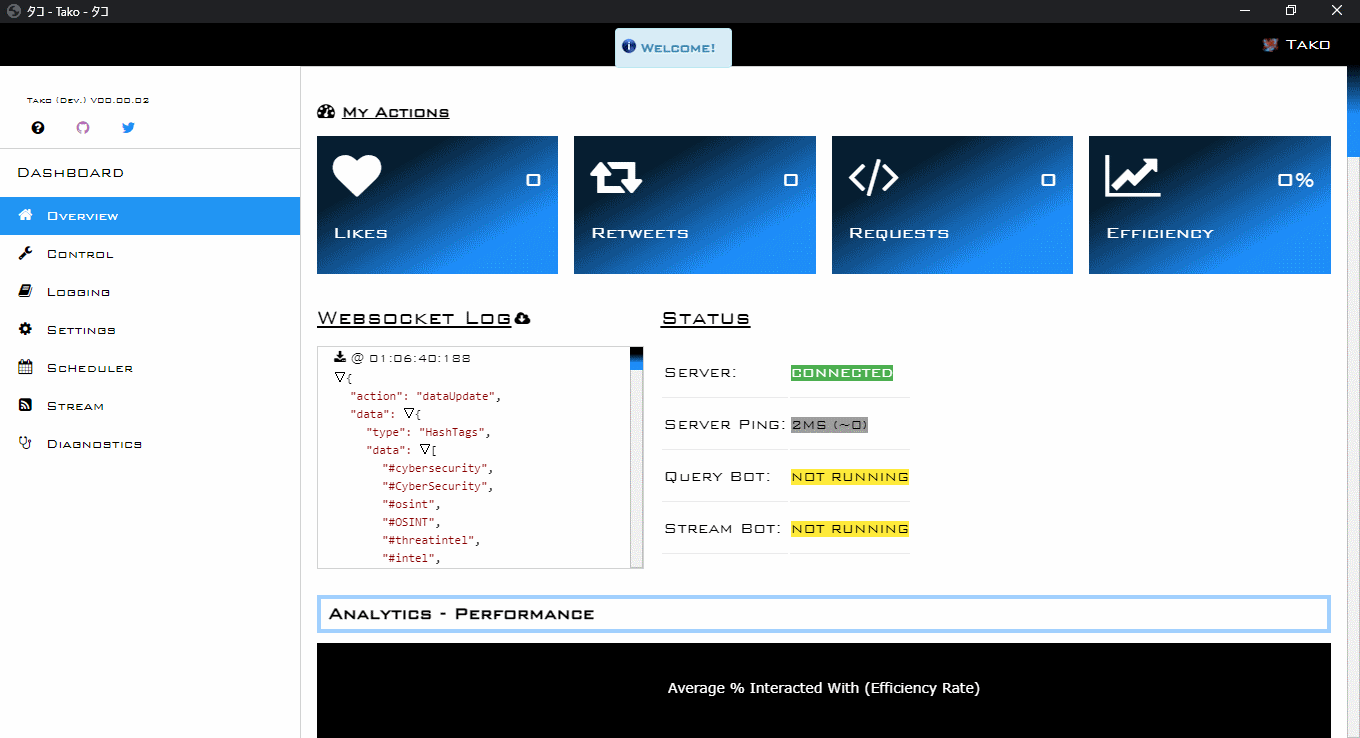 タコ - Tako - タコ
Welcome!
Tako
Tako (Dev.) V00.00.02
Dashboard
Overview
Control
Logging
Settings
Scheduler
Stream
Diagnostics
My Actions
0
Likes
0
Retweets
0
Requests
0%
Efficiency
Websocket Log
@ 01:06:40:188
▽{
"action": "dataUpdate",
"data": ▽{
"type": "HashTags",
"data": ▽[
"#cybersecurity",
"#CyberSecurity",
"#osint",
"#OSINT",
"#threatintel",
"#intel",
Status
Server: CONNECTED
Server Ping: 2MS (~0)
Query Bot: NOT RUNNING
Stream Bot: NOT RUNNING
Analytics - Performance
Average % Interacted With (Efficiency Rate)